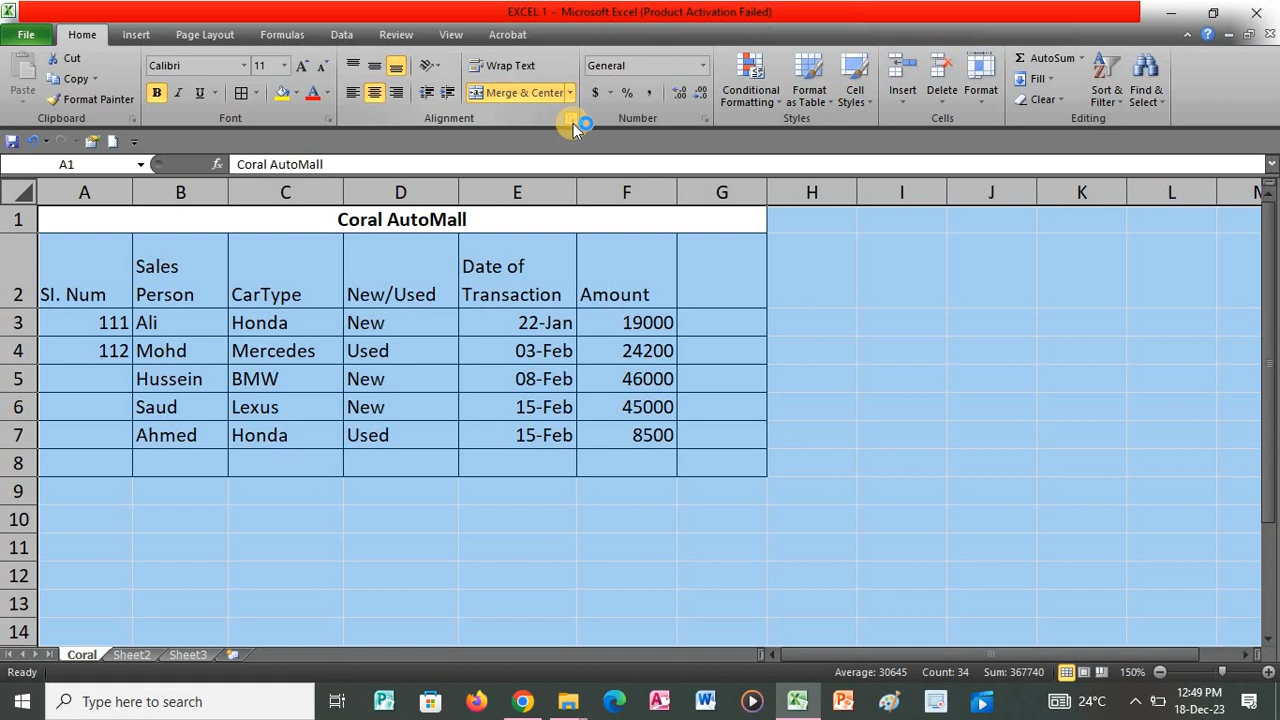 EXCEL 1 - Microsoft Excel (Product Activation Failed)
File Home Insert Page Layout Formulas Data Review View Acrobat
Cut Calibri 11 Wrap Text General AutoSum
Copy Fill
Paste Format Painter B I U Merge & Center $ % , Conditional Formatting Format as Table Cell Styles Insert Delete Format Clear Sort & Filter Find & Select
Clipboard Font Alignment Number Styles Cells Editing
A1 fx Coral AutoMall
A B C D E F G H I J K L M
1 Coral AutoMall
2 SI. Num Sales Person CarType New/Used Date of Transaction Amount
3 111 Ali Honda New 22-Jan 19000
4 112 Mohd Mercedes Used 03-Feb 24200
5 Hussein BMW New 08-Feb 46000
6 Saud Lexus New 15-Feb 45000
7 Ahmed Honda Used 15-Feb 8500
8
9
10
11
12
13
14
Coral Sheet2 Sheet3
Ready Average: 30645 Count: 34 Sum: 367740 150%
Type here to search 24°C 12:49 PM
18-Dec-23